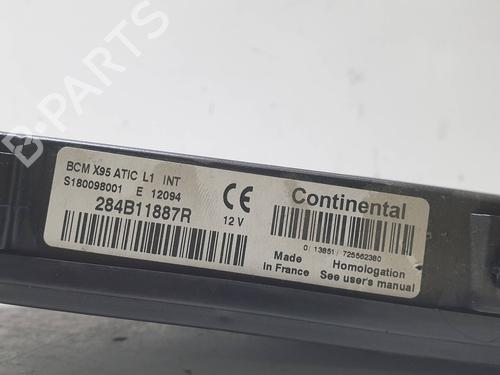 BCM X95 ATIC L1 INT
S180098001 E 12094
284B11887R
CE
12 V
Continental
0 / 13851 / 725562380
Made in France
Homologation
See user's manual
B-PARTS